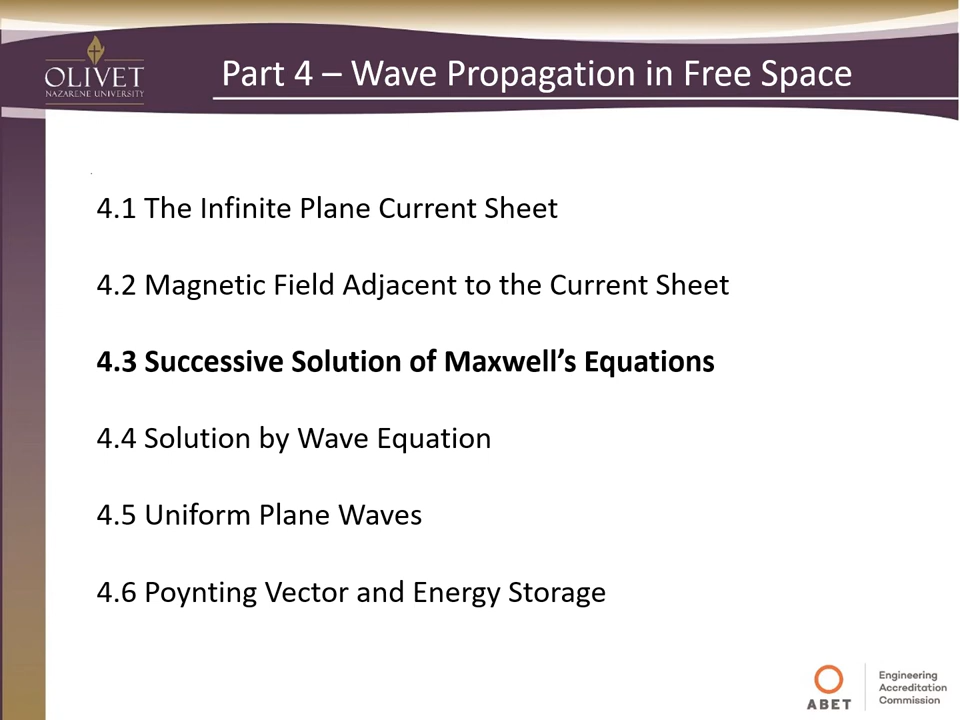 OLIVET
NAZARENE UNIVERSITY
Part 4 – Wave Propagation in Free Space
4.1 The Infinite Plane Current Sheet
4.2 Magnetic Field Adjacent to the Current Sheet
4.3 Successive Solution of Maxwell’s Equations
4.4 Solution by Wave Equation
4.5 Uniform Plane Waves
4.6 Poynting Vector and Energy Storage
ABET
Engineering
Accreditation
Commission